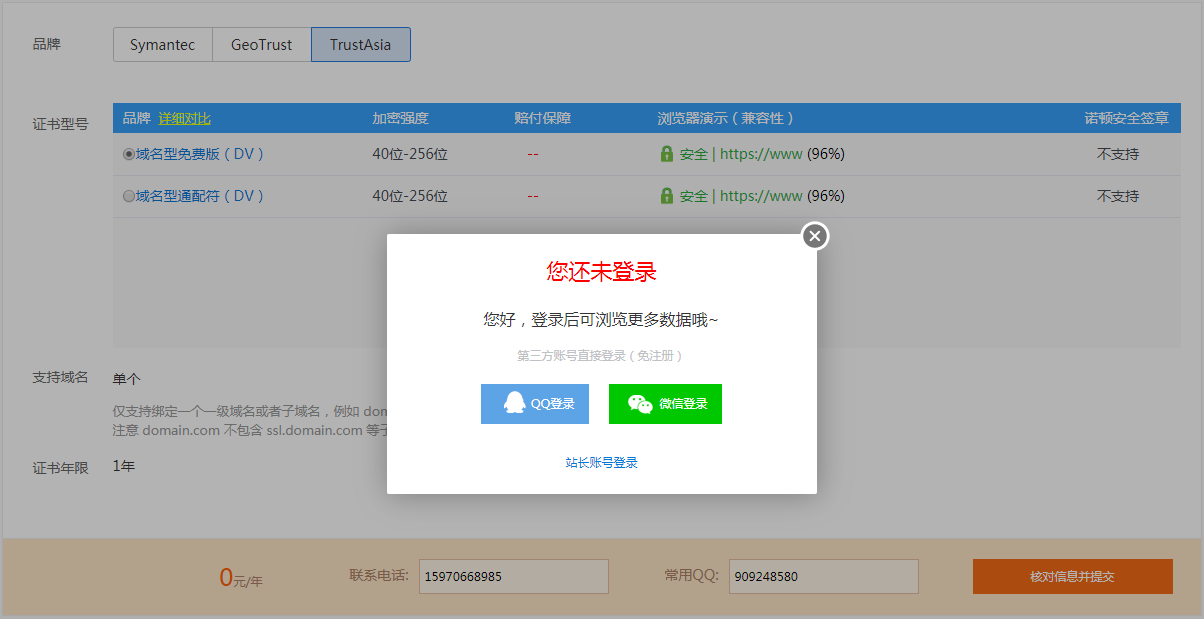 品牌 Symantec GeoTrust TrustAsia
证书型号 品牌 详细对比 加密强度 赔付保障 浏览器演示（兼容性） 诺顿安全签章
域名型免费版（DV） 40位-256位 -- 安全 | https://www (96%) 不支持
域名型通配符（DV） 40位-256位 -- 安全 | https://www (96%) 不支持
您还未登录
您好，登录后可浏览更多数据哦~
第三方账号直接登录（免注册）
QQ登录 微信登录
站长账号登录
支持域名 单个
仅支持绑定一个一级域名或者子域名，例如 dom
注意 domain.com 不包含 ssl.domain.com 等子
证书年限 1年
0元/年 联系电话: 15970668985 常用QQ: 909248580 核对信息并提交